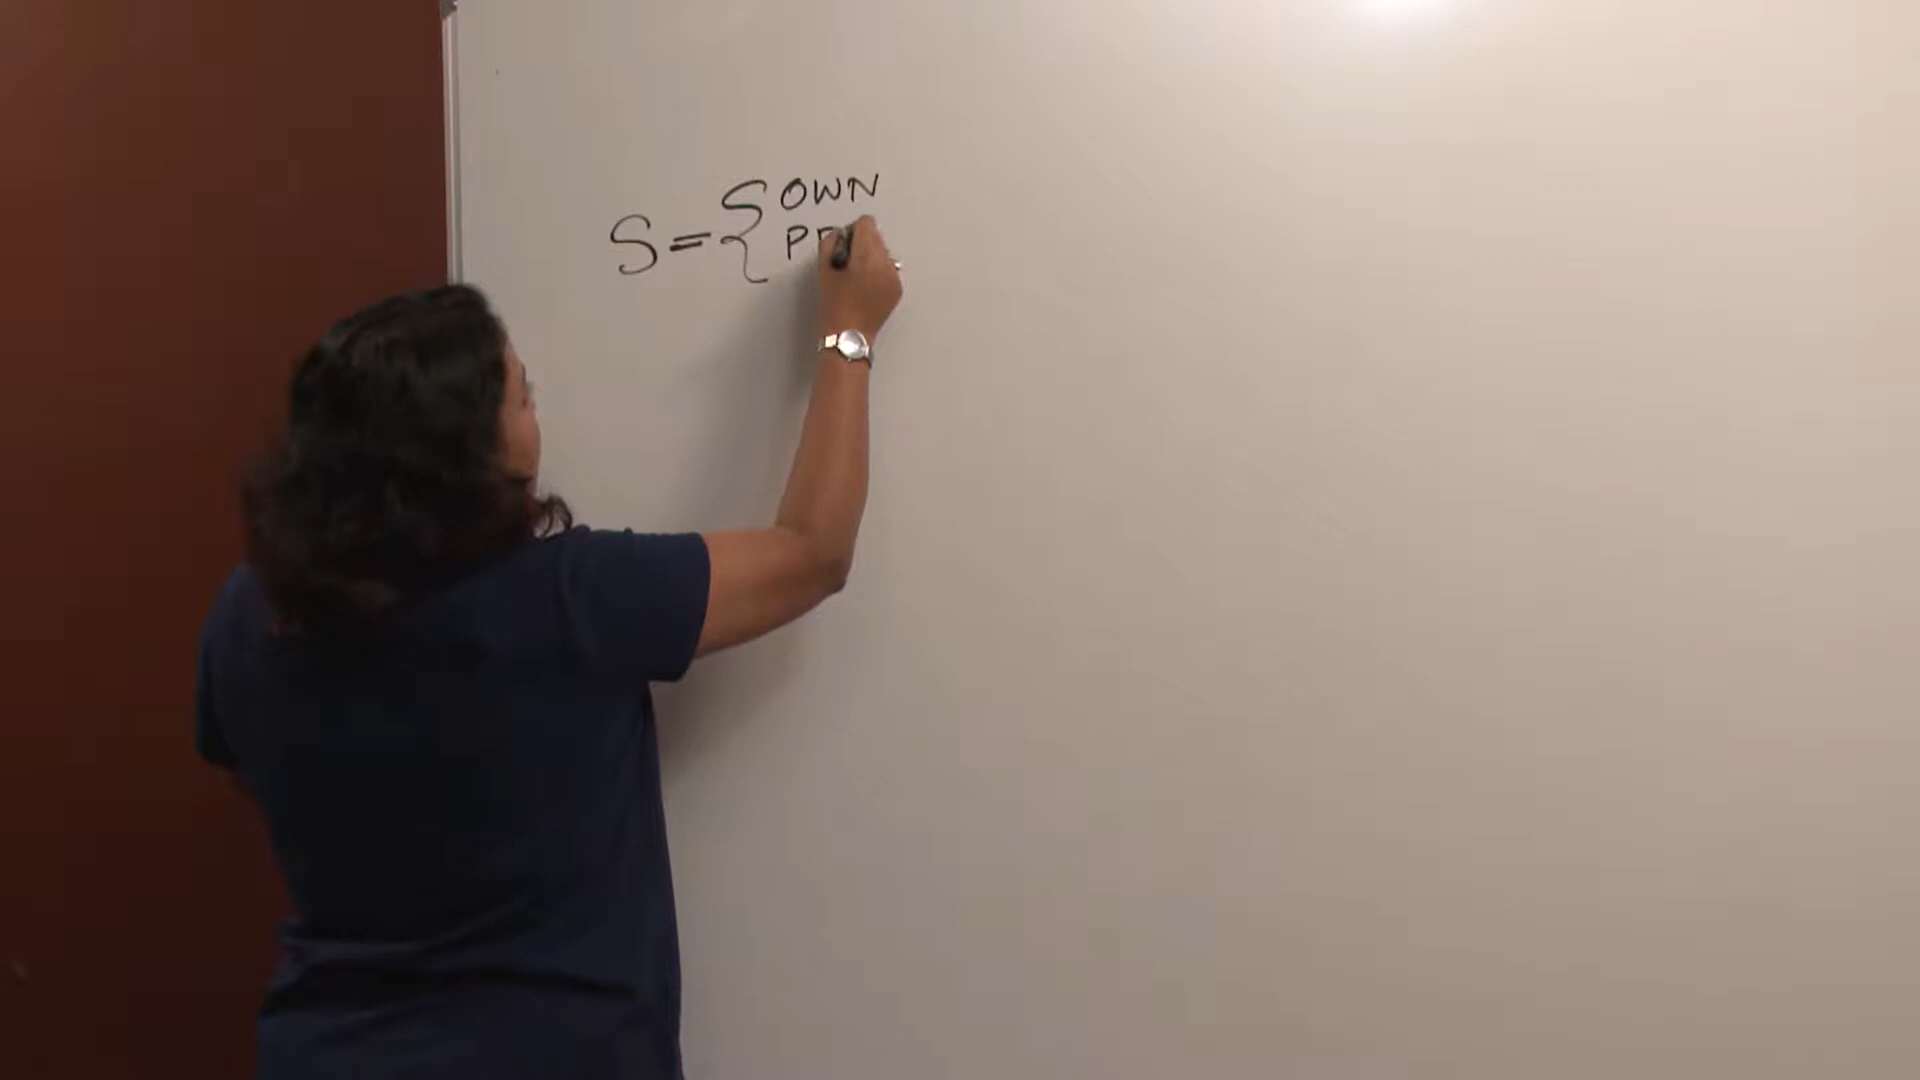 S = { OWN